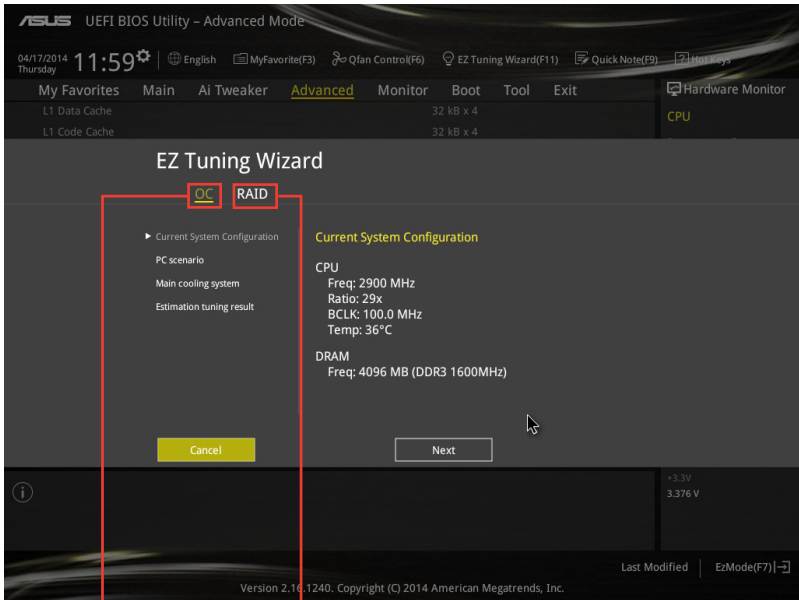 ASUS UEFI BIOS Utility – Advanced Mode
04/17/2014 Thursday 11:59 English MyFavorite(F3) Qfan Control(F6) EZ Tuning Wizard(F11) Quick Note(F9) ? Hot Keys
My Favorites Main Ai Tweaker Advanced Monitor Boot Tool Exit Hardware Monitor
L1 Data Cache 32 kB x 4
CPU
L1 Code Cache 32 kB x 4
EZ Tuning Wizard
OC RAID
Current System Configuration
PC scenario
Main cooling system
Estimation tuning result
Current System Configuration
CPU
Freq: 2900 MHz
Ratio: 29x
BCLK: 100.0 MHz
Temp: 36°C
DRAM
Freq: 4096 MB (DDR3 1600MHz)
Cancel Next
i
+3.3V
3.376 V
Last Modified EzMode(F7)
Version 2.16.1240. Copyright (C) 2014 American Megatrends, Inc.